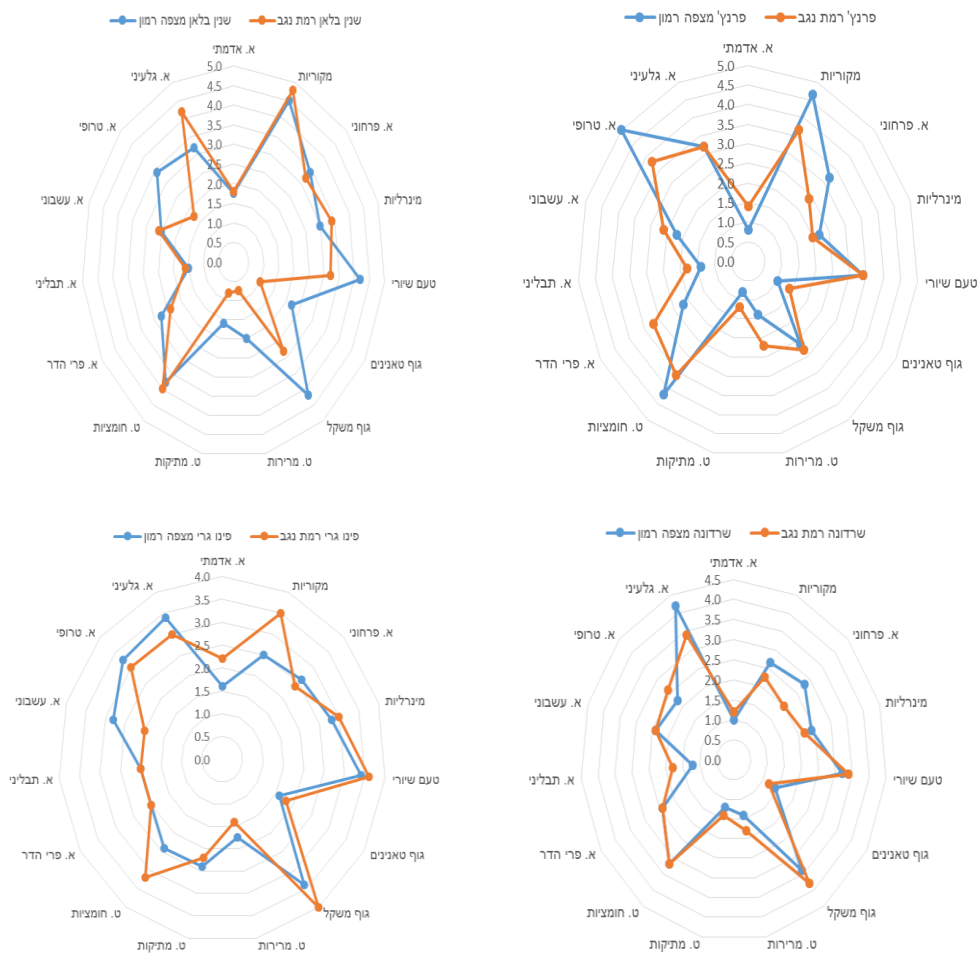 פרנץ' רמת נגב
פרנץ' מצפה רמון
א. אדמתי
מקוריות
א. פרחוני
מינרליות
טעם שיורי
גוף טאנינים
גוף משקל
ט. מרירות
ט. מתיקות
ט. חומציות
א. פרי הדר
א. תבליני
א. עשבוני
א. טרופי
א. גלעיני
5.0
4.5
4.0
3.5
3.0
2.5
2.0
1.5
1.0
0.5
0.0
שנין בלאן רמת נגב
שנין בלאן מצפה רמון
א. אדמתי
מקוריות
א. פרחוני
מינרליות
טעם שיורי
גוף טאנינים
גוף משקל
ט. מרירות
ט. מתיקות
ט. חומציות
א. פרי הדר
א. תבליני
א. עשבוני
א. טרופי
א. גלעיני
5.0
4.5
4.0
3.5
3.0
2.5
2.0
1.5
1.0
0.5
0.0
שרדונה רמת נגב
שרדונה מצפה רמון
א. אדמתי
מקוריות
א. פרחוני
מינרליות
טעם שיורי
גוף טאנינים
גוף משקל
ט. מרירות
ט. מתיקות
ט. חומציות
א. פרי הדר
א. תבליני
א. עשבוני
א. טרופי
א. גלעיני
4.5
4.0
3.5
3.0
2.5
2.0
1.5
1.0
0.5
0.0
פינו גרי רמת נגב
פינו גרי מצפה רמון
א. אדמתי
מקוריות
א. פרחוני
מינרליות
טעם שיורי
גוף טאנינים
גוף משקל
ט. מרירות
ט. מתיקות
ט. חומציות
א. פרי הדר
א. תבליני
א. עשבוני
א. טרופי
א. גלעיני
4.0
3.5
3.0
2.5
2.0
1.5
1.0
0.5
0.0